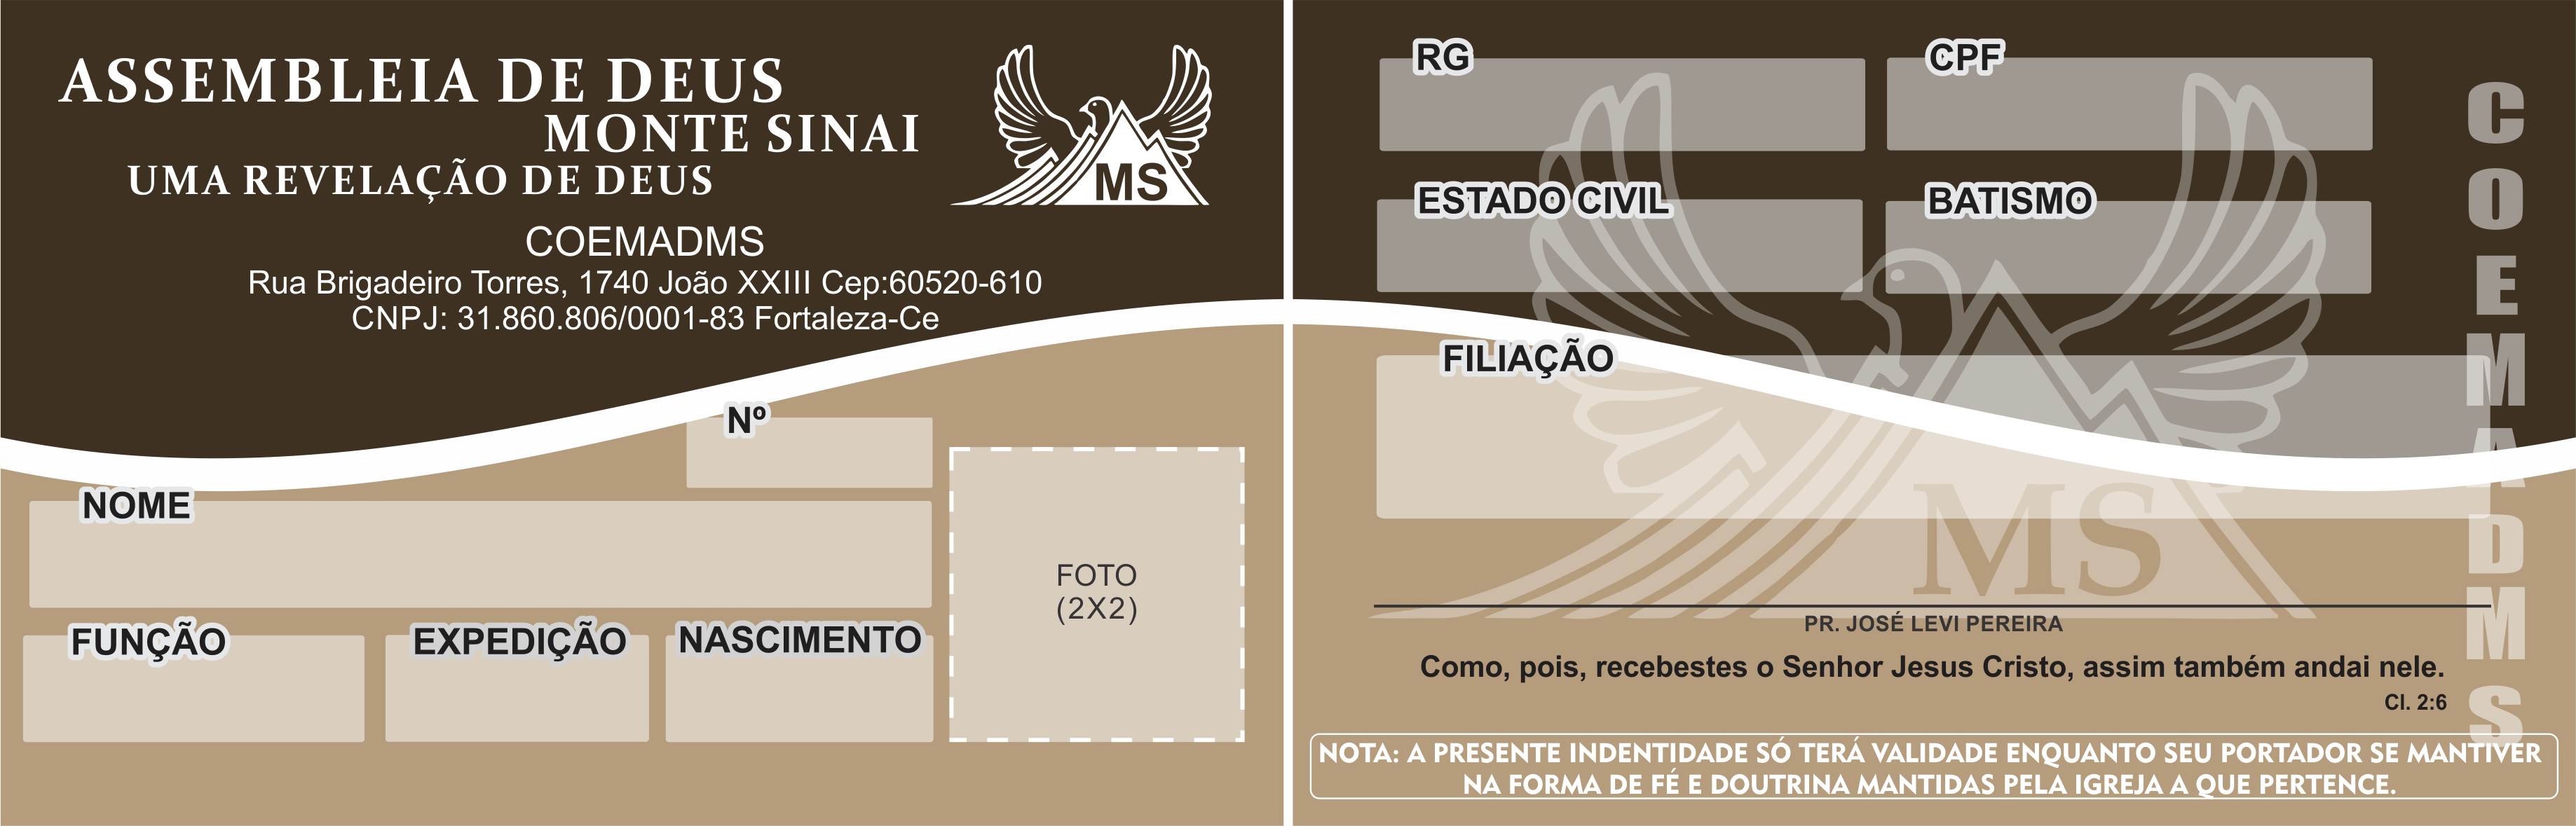 ASSEMBLEIA DE DEUS
MONTE SINAI
UMA REVELAÇÃO DE DEUS
MS
COEMADMS
Rua Brigadeiro Torres, 1740 João XXIII Cep:60520-610
CNPJ: 31.860.806/0001-83 Fortaleza-Ce
Nº
NOME
FUNÇÃO
EXPEDIÇÃO
NASCIMENTO
FOTO
(2X2)
RG
CPF
ESTADO CIVIL
BATISMO
FILIAÇÃO
MS
COEMADMS
PR. JOSÉ LEVI PEREIRA
Como, pois, recebestes o Senhor Jesus Cristo, assim também andai nele.
Cl. 2:6
NOTA: A PRESENTE INDENTIDADE SÓ TERÁ VALIDADE ENQUANTO SEU PORTADOR SE MANTIVER
NA FORMA DE FÉ E DOUTRINA MANTIDAS PELA IGREJA A QUE PERTENCE.